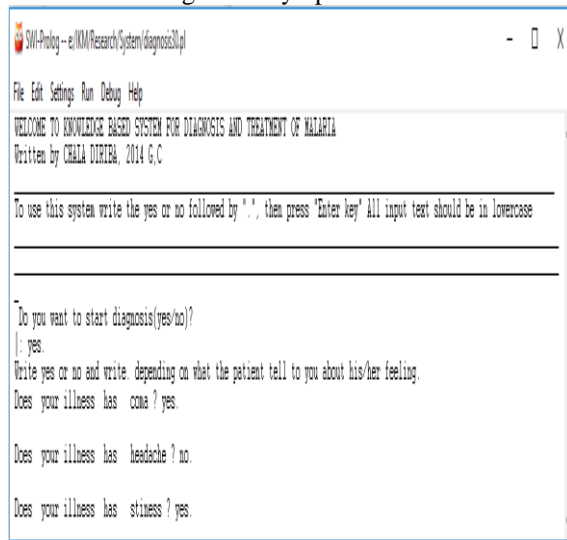 SWI-Prolog -- e:/IKM/Research/System/diagnosis30.pl
File Edit Settings Run Debug Help
WELCOME TO KNOWLEDGE BASED SYSTEM FOR DIAGNOSIS AND TREATMENT OF MALARIA
Written by CHALA DIRIBA, 2014 G,C
To use this system write the yes or no followed by ".", then press "Enter key" All input text should be in lowercase
Do you want to start diagnosis(yes/no)?
|: yes.
Write yes or no and write. depending on what the patient tell to you about his/her feeling.
Does your illness has coma ? yes.
Does your illness has headache ? no.
Does your illness has stiness ? yes.